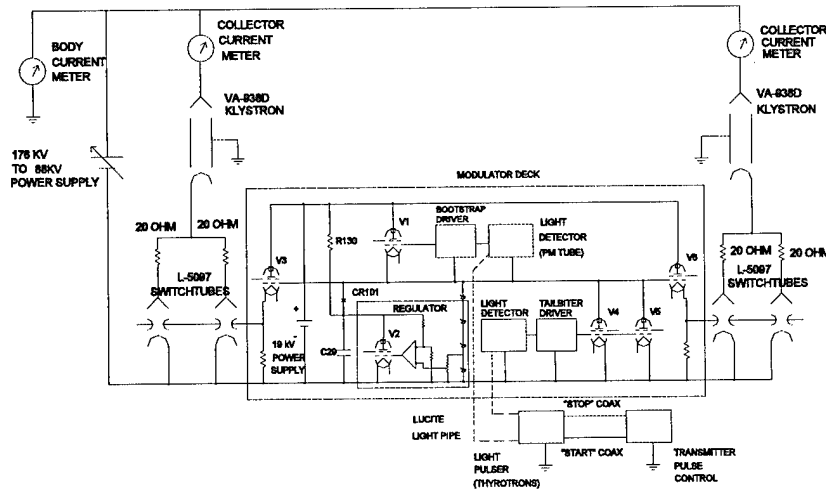 COLLECTOR
CURRENT
METER
COLLECTOR
CURRENT
METER
BODY
CURRENT
METER
VA-938D
KLYSTRON
VA-938D
KLYSTRON
176 KV
TO 88KV
POWER SUPPLY
MODULATOR DECK
20 OHM
20 OHM
V3
R130
V1
BOOTSTRAP
DRIVER
LIGHT
DETECTOR
(PM TUBE)
V6
20 OHM
20 OHM
L-5097
SWITCHTUBES
L-5097
SWITCHTUBES
CR101
REGULATOR
LIGHT
DETECTOR
TAILBITER
DRIVER
V4
V5
+
-
19 kV
POWER
SUPPLY
C29
V2
"STOP" COAX
LUCITE
LIGHT PIPE
"START" COAX
LIGHT
PULSER
(THYROTRONS)
TRANSMITTER
PULSE
CONTROL